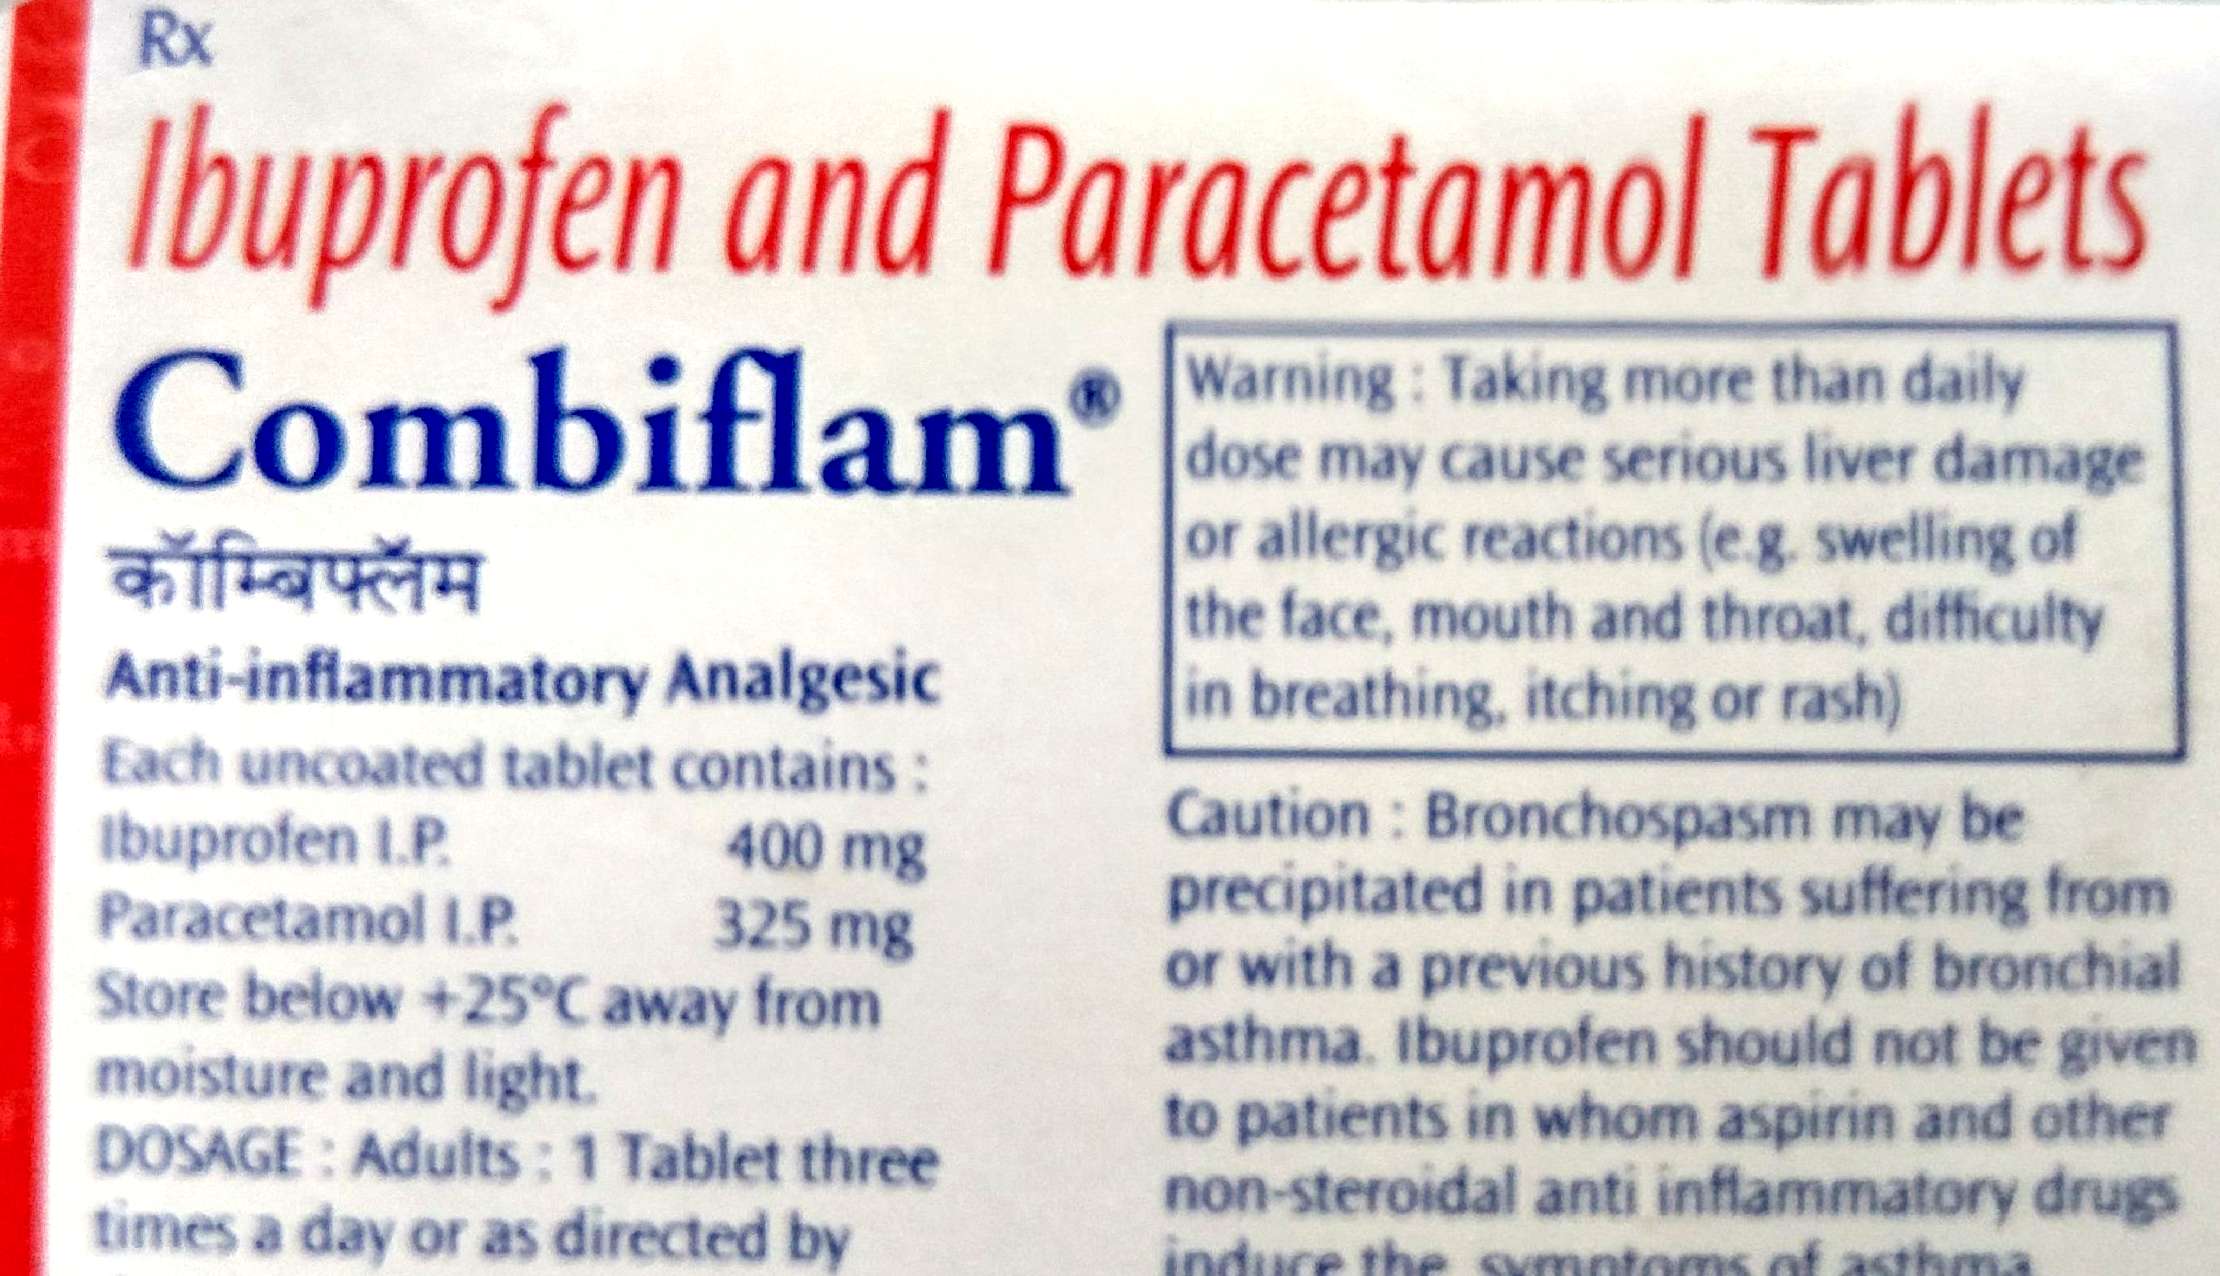 Rx
Ibuprofen and Paracetamol Tablets
Combiflam®
कॉम्बिफ्लॅम
Anti-inflammatory Analgesic
Each uncoated tablet contains :
Ibuprofen I.P. 400 mg
Paracetamol I.P. 325 mg
Store below +25°C away from
moisture and light.
DOSAGE : Adults : 1 Tablet three
times a day or as directed by
Warning : Taking more than daily
dose may cause serious liver damage
or allergic reactions (e.g. swelling of
the face, mouth and throat, difficulty
in breathing, itching or rash)
Caution : Bronchospasm may be
precipitated in patients suffering from
or with a previous history of bronchial
asthma. Ibuprofen should not be given
to patients in whom aspirin and other
non-steroidal anti inflammatory drugs
induce the symptoms of asthma